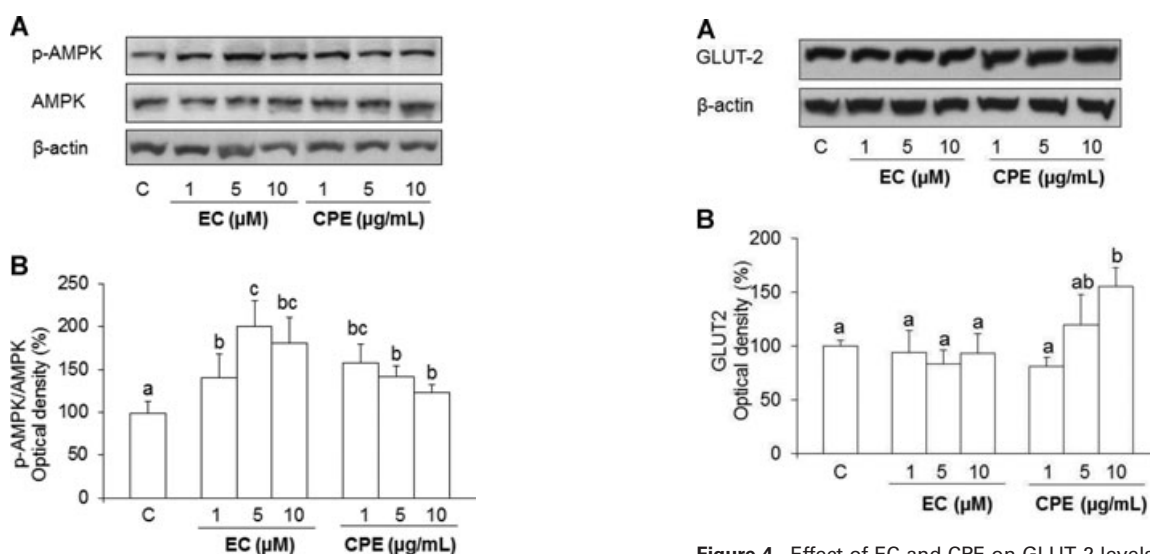 A
p-AMPK
AMPK
β-actin
C 1 5 10 1 5 10
EC (µM) CPE (µg/mL)
B
p-AMPK/AMPK
Optical density (%)
250
200
150
100
50
0
a b c bc bc b b
C 1 5 10 1 5 10
EC (µM) CPE (µg/mL)
A
GLUT-2
β-actin
C 1 5 10 1 5 10
EC (µM) CPE (µg/mL)
B
GLUT2
Optical density (%)
200
150
100
50
0
a a a a a ab b
C 1 5 10 1 5 10
EC (µM) CPE (µg/mL)
Figure 4 Effect of EC and CPE on GLUT-2 levels